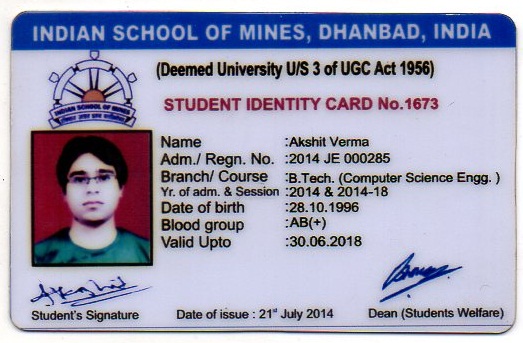 INDIAN SCHOOL OF MINES, DHANBAD, INDIA
(Deemed University U/S 3 of UGC Act 1956)
INDIAN SCHOOL OF MINES
STUDENT IDENTITY CARD No.1673
Name :Akshit Verma
Adm./ Regn. No. :2014 JE 000285
Branch/ Course :B.Tech. (Computer Science Engg. )
Yr. of adm. & Session :2014 & 2014-18
Date of birth :28.10.1996
Blood group :AB(+)
Valid Upto :30.06.2018
Student's Signature Date of issue : 21st July 2014 Dean (Students Welfare)